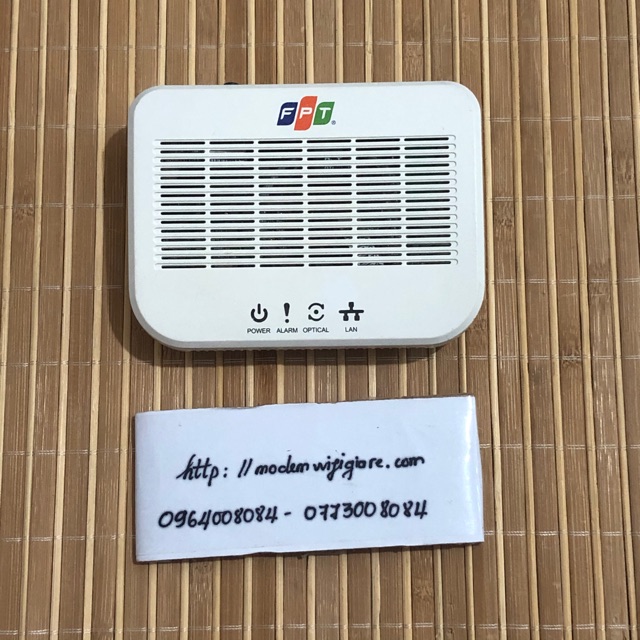 FPT®
POWER ALARM OPTICAL LAN
http://modemwifigiare.com
0964008084 - 0773008084